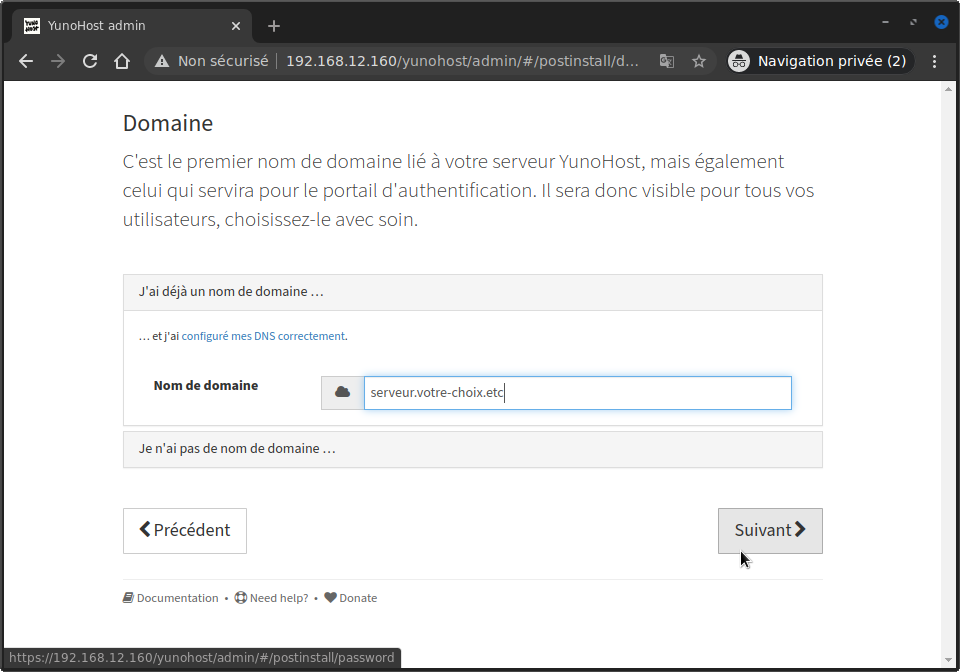 YunoHost admin
Non sécurisé
192.168.12.160/yunohost/admin/#/postinstall/d...
Navigation privée (2)
Domaine
C'est le premier nom de domaine lié à votre serveur YunoHost, mais également
celui qui servira pour le portail d'authentification. Il sera donc visible pour tous vos
utilisateurs, choisissez-le avec soin.
J'ai déjà un nom de domaine …
… et j'ai configuré mes DNS correctement.
Nom de domaine
serveur.votre-choix.etc
Je n'ai pas de nom de domaine …
Précédent
Suivant
Documentation • Need help? • Donate
https://192.168.12.160/yunohost/admin/#/postinstall/password